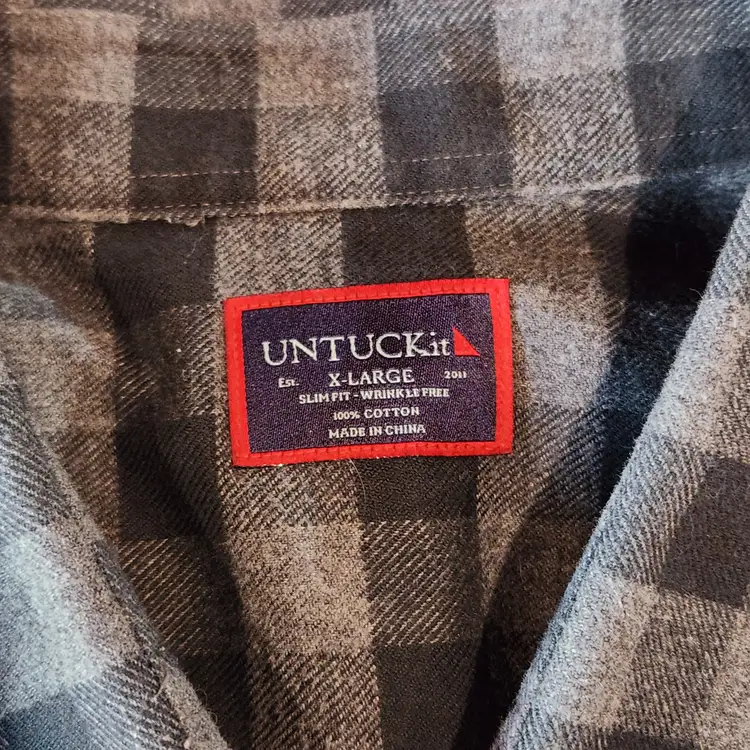 UNTUCKit
Est. X-LARGE 2011
SLIM FIT - WRINKLE FREE
100% COTTON
MADE IN CHINA